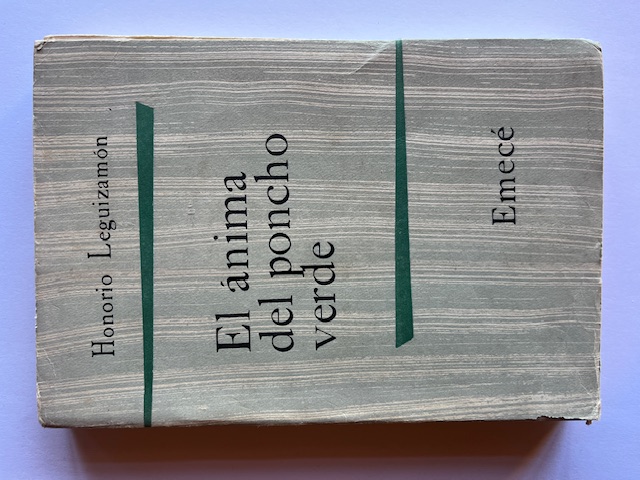 Honorio Leguizamón
El ánima
del poncho
verde
Emecé